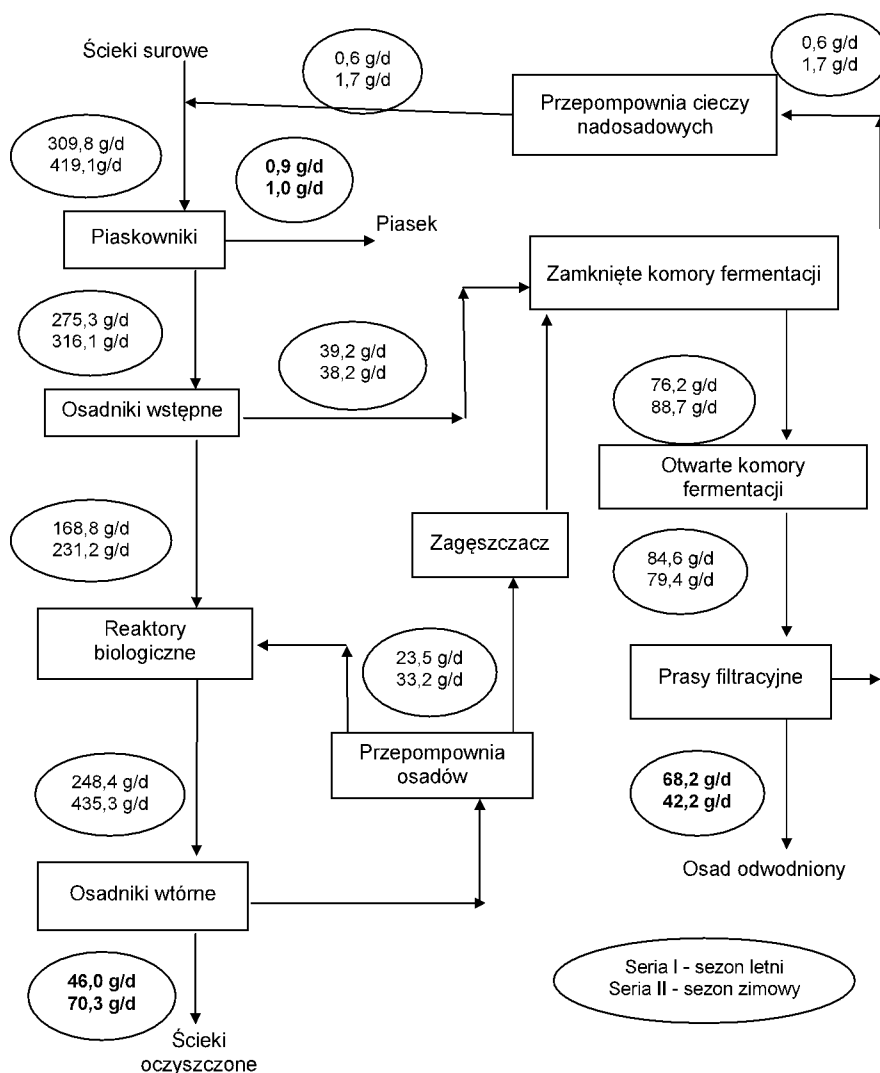 Ścieki surowe
0,6 g/d
1,7 g/d
0,6 g/d
1,7 g/d
Przepompownia cieczy
nadosadowych
309,8 g/d
419,1g/d
0,9 g/d
1,0 g/d
Piaskowniki
Piasek
Zamknięte komory fermentacji
275,3 g/d
316,1 g/d
39,2 g/d
38,2 g/d
76,2 g/d
88,7 g/d
Osadniki wstępne
Otwarte komory
fermentacji
168,8 g/d
231,2 g/d
Zagęszczacz
84,6 g/d
79,4 g/d
Reaktory
biologiczne
23,5 g/d
33,2 g/d
Prasy filtracyjne
Przepompownia
osadów
248,4 g/d
435,3 g/d
68,2 g/d
42,2 g/d
Osadniki wtórne
Osad odwodniony
46,0 g/d
70,3 g/d
Seria I - sezon letni
Seria II - sezon zimowy
Ścieki
oczyszczone